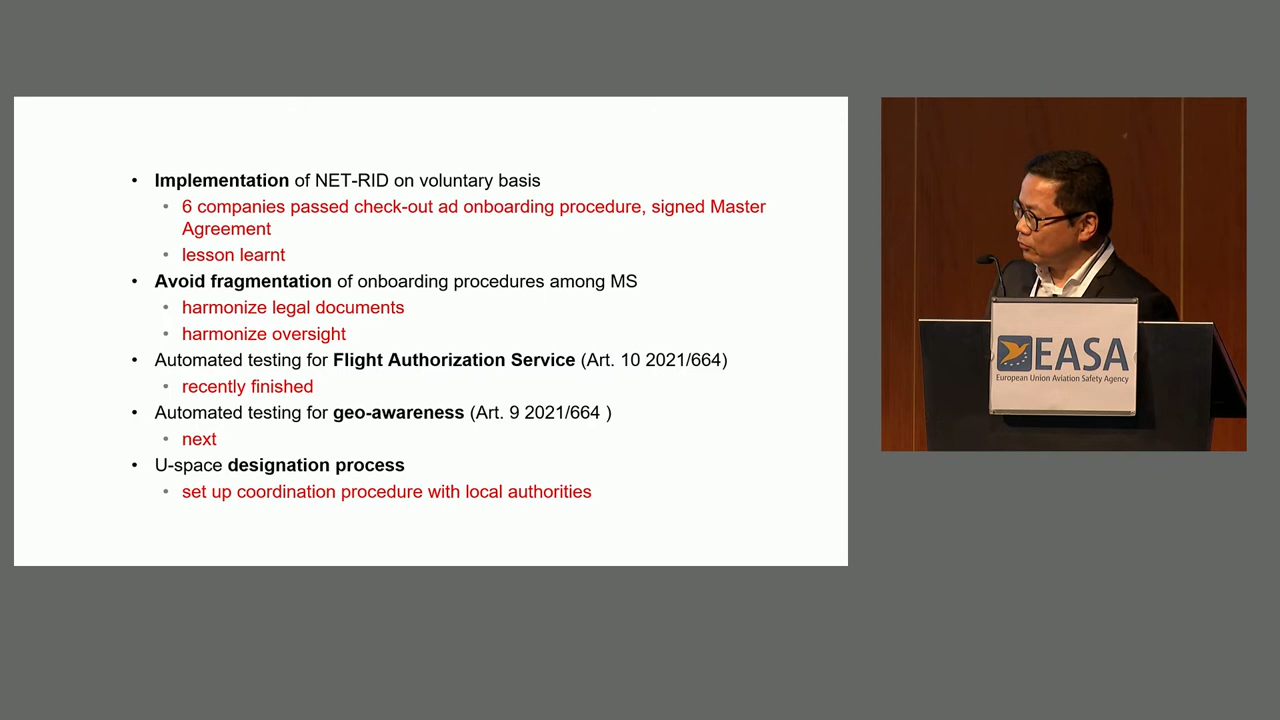 • Implementation of NET-RID on voluntary basis
• 6 companies passed check-out ad onboarding procedure, signed Master
Agreement
• lesson learnt
• Avoid fragmentation of onboarding procedures among MS
• harmonize legal documents
• harmonize oversight
• Automated testing for Flight Authorization Service (Art. 10 2021/664)
• recently finished
• Automated testing for geo-awareness (Art. 9 2021/664 )
• next
• U-space designation process
• set up coordination procedure with local authorities
EASA
European Union Aviation Safety Agency